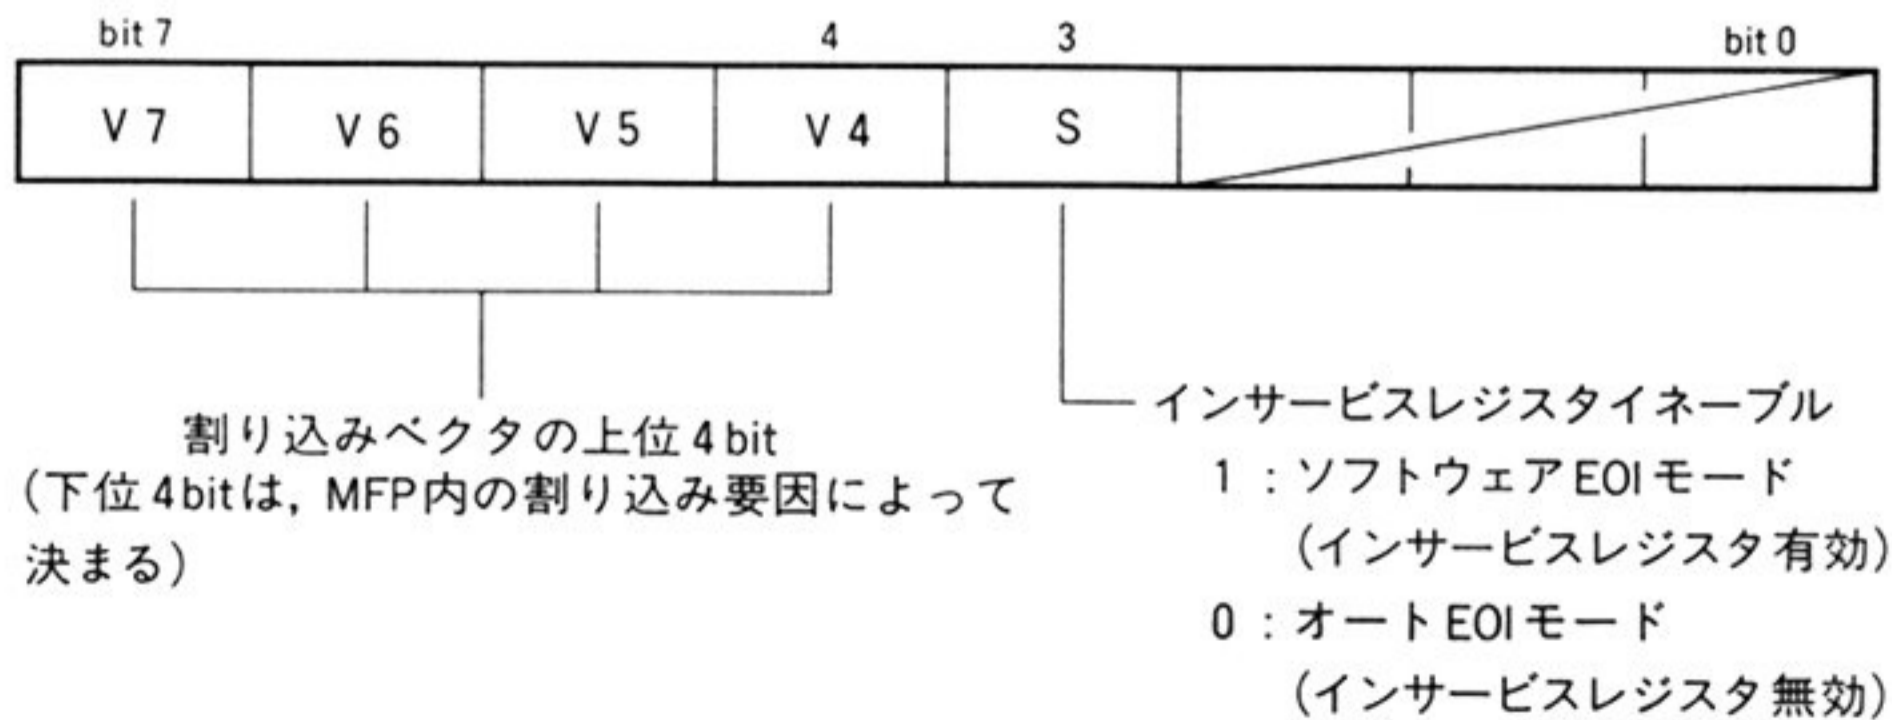 bit 7 4 3 bit 0
V 7 V 6 V 5 V 4 S
割り込みベクタの上位4bit
(下位4bitは, MFP内の割り込み要因によって
決まる)
インサービスレジスタイネーブル
1 : ソフトウェアEOIモード
(インサービスレジスタ有効)
0 : オートEOIモード
(インサービスレジスタ無効)